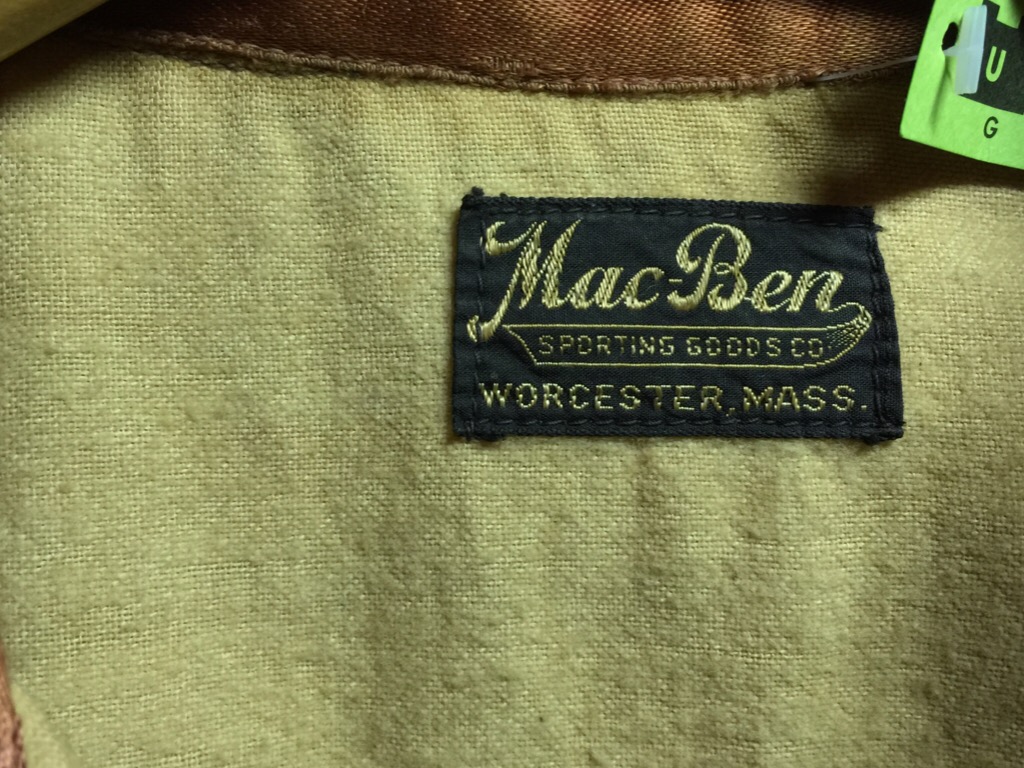 Mac-Ben
SPORTING GOODS CO.
WORCESTER, MASS.
U
G